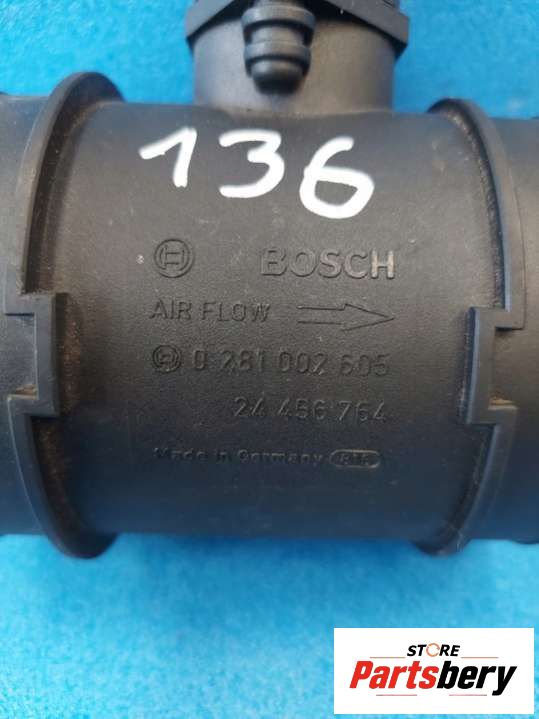 136
BOSCH
AIR FLOW
0 281 002 605
24 456 764
Made in Germany
STORE
Partsbery